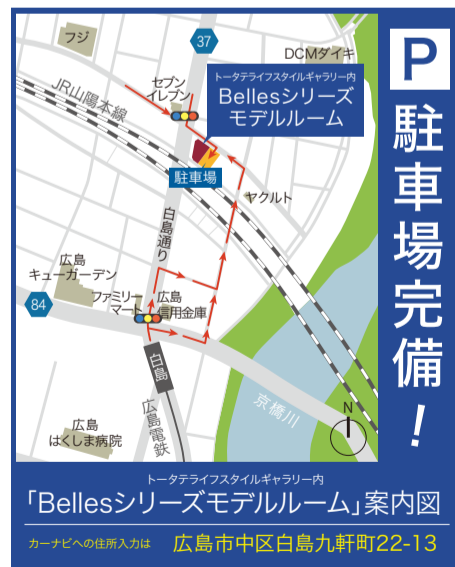 フジ
37
DCMダイキ
JR山陽本線
セブン
イレブン
トータテライフスタイルギャラリー内
Bellesシリーズ
モデルルーム
駐車場
ヤクルト
白島通り
広島
キューガーデン
84
ファミリー
マート
広島
信用金庫
白島
広島電鉄
広島
はくしま病院
京橋川
N
P
駐車場完備！
トータテライフスタイルギャラリー内
「Bellesシリーズモデルルーム」案内図
カーナビへの住所入力は 広島市中区白島九軒町22-13